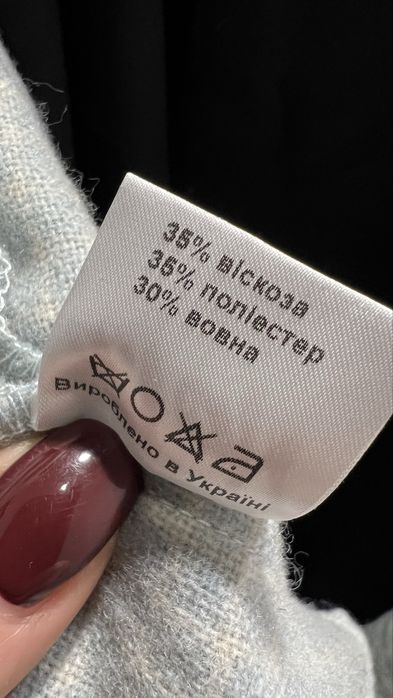 35% віскоза
35% поліестер
30% вовна
Вироблено в Україні